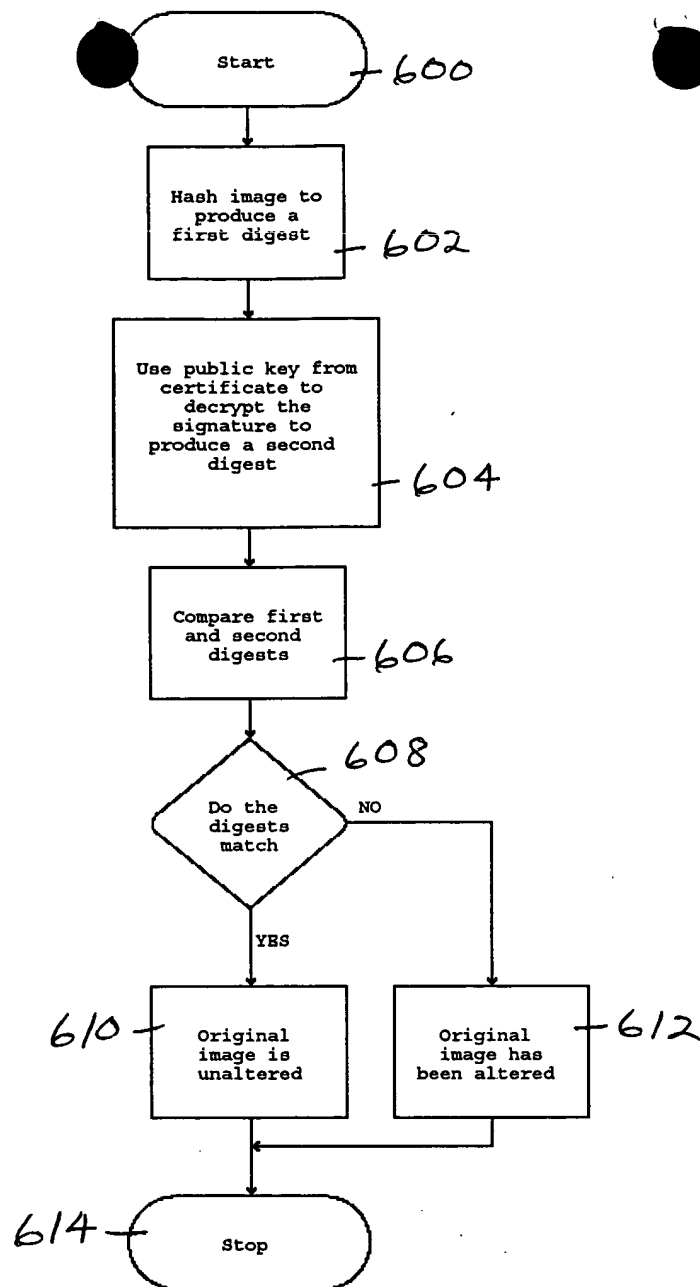 Start
600
Hash image to
produce a
first digest
602
Use public key from
certificate to
decrypt the
signature to
produce a second
digest
604
Compare first
and second
digests
606
608
Do the
digests
match
NO
YES
610
Original
image is
unaltered
Original
image has
been altered
612
614
Stop